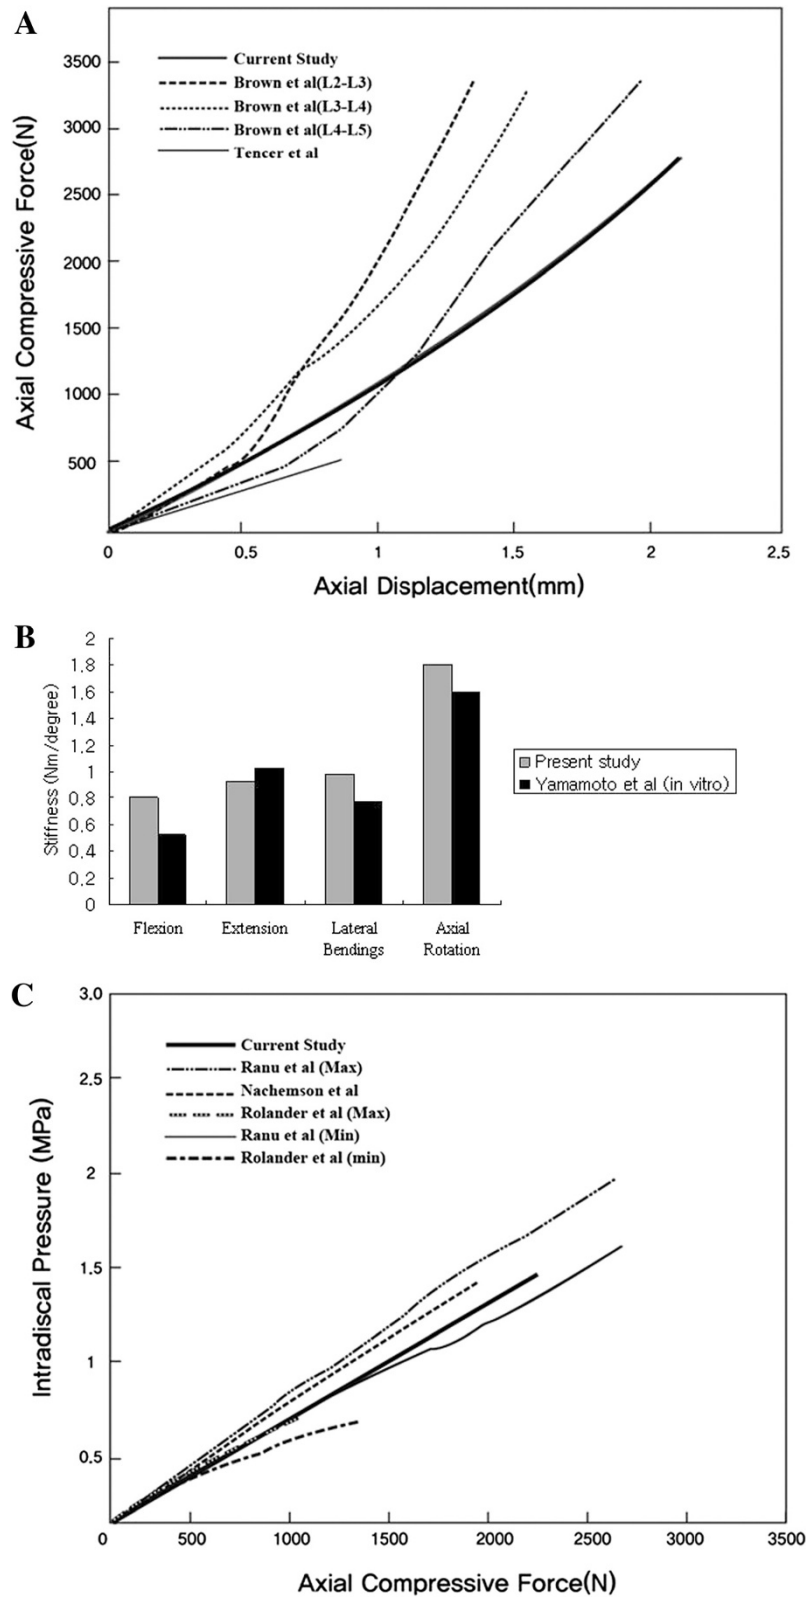 A
3500
3000
2500
2000
1500
1000
500
0
0.5
1
1.5
2
2.5
Axial Compressive Force(N)
Axial Displacement(mm)
Current Study
Brown et al(L2-L3)
Brown et al(L3-L4)
Brown et al(L4-L5)
Tencer et al
B
2
1.8
1.6
1.4
1.2
1
0.8
0.6
0.4
0.2
0
Stiffness (Nm/degree)
Flexion
Extension
Lateral
Bendings
Axial
Rotation
Present study
Yamamoto et al (in vitro)
C
3.0
2.5
2
1.5
1
0.5
0
500
1000
1500
2000
2500
3000
3500
Intradiscal Pressure (MPa)
Axial Compressive Force(N)
Current Study
Ranu et al (Max)
Nachemson et al
Rolander et al (Max)
Ranu et al (Min)
Rolander et al (min)